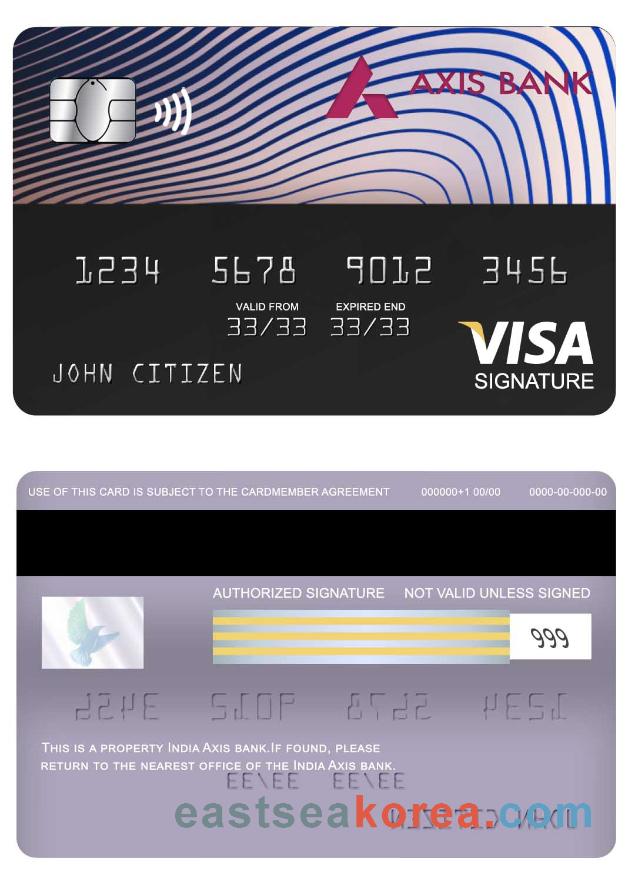 AXIS BANK
1234 5678 9012 3456
VALID FROM EXPIRED END
33/33 33/33
VISA
JOHN CITIZEN
SIGNATURE
USE OF THIS CARD IS SUBJECT TO THE CARDMEMBER AGREEMENT 000000+1 00/00 0000-00-000-00
AUTHORIZED SIGNATURE NOT VALID UNLESS SIGNED
999
THIS IS A PROPERTY INDIA AXIS BANK.IF FOUND, PLEASE
RETURN TO THE NEAREST OFFICE OF THE INDIA AXIS BANK.
eastseakorea.com